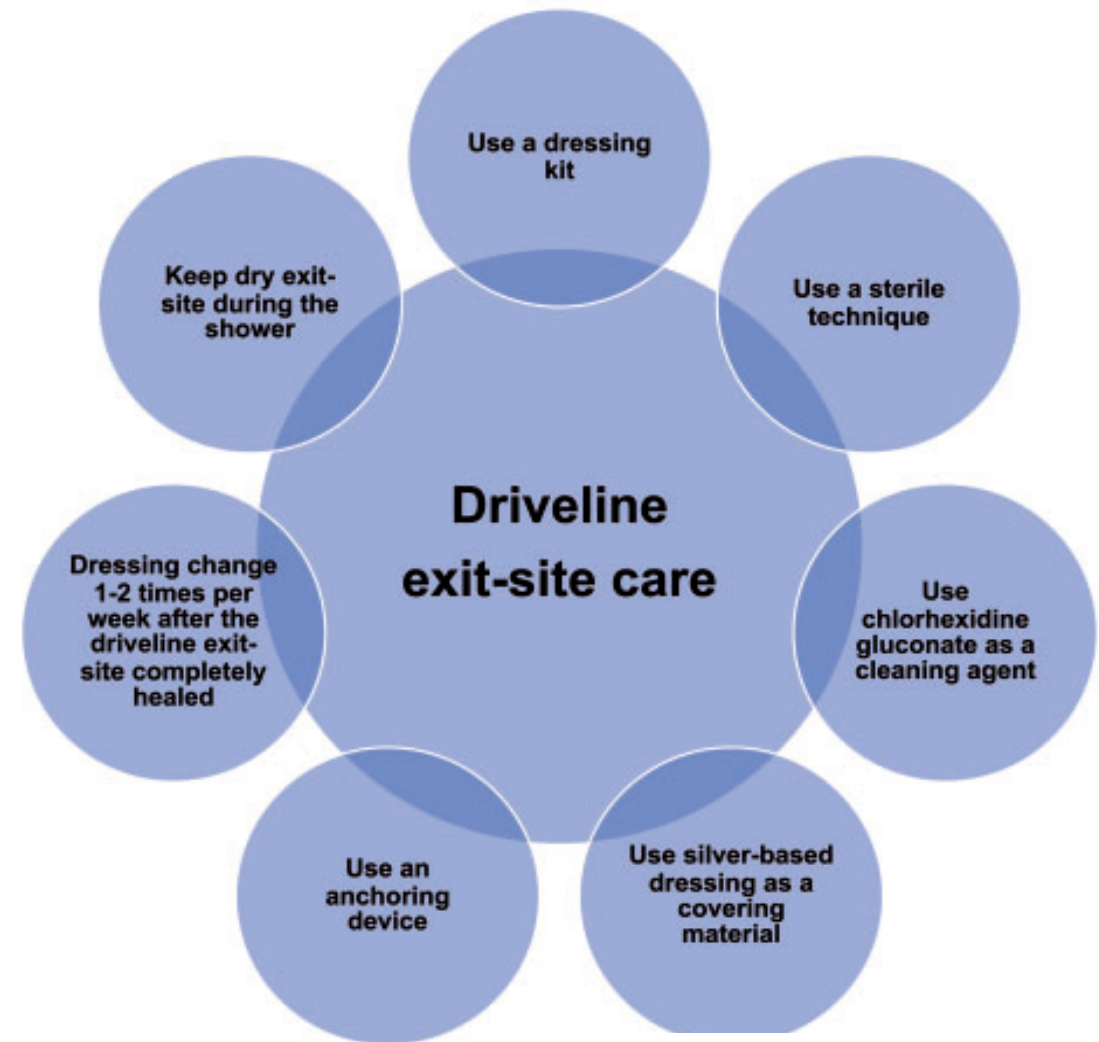 Driveline
exit-site care
Use a dressing
kit
Use a sterile
technique
Use
chlorhexidine
gluconate as a
cleaning agent
Use silver-based
dressing as a
covering
material
Use an
anchoring
device
Dressing change
1-2 times per
week after the
driveline exit-
site completely
healed
Keep dry exit-
site during the
shower